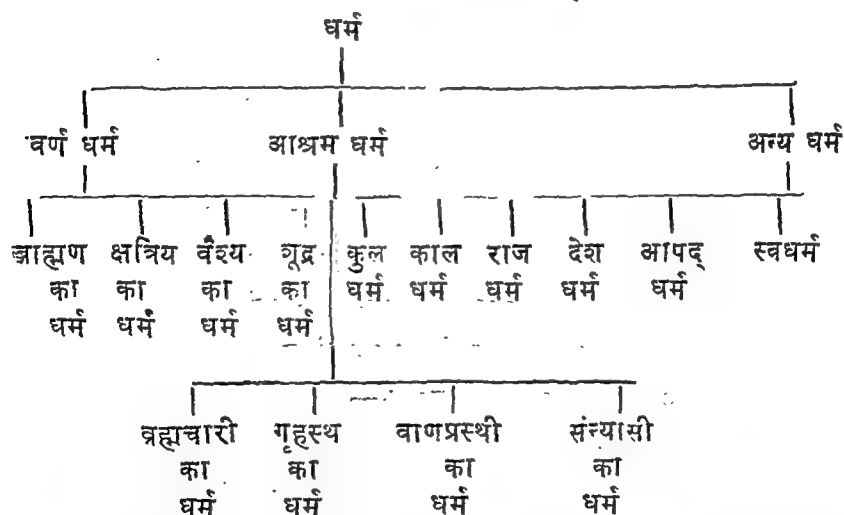 धर्म
वर्ण धर्म आश्रम धर्म अन्य धर्म
ब्राह्मण क्षत्रिय वैश्य शूद्र कुल काल राज देश आपद् स्वधर्म
का का का का धर्म धर्म धर्म धर्म धर्म
धर्म धर्म धर्म धर्म
ब्रह्मचारी गृहस्थ वाणप्रस्थी संन्यासी
का का का का
धर्म धर्म धर्म धर्म